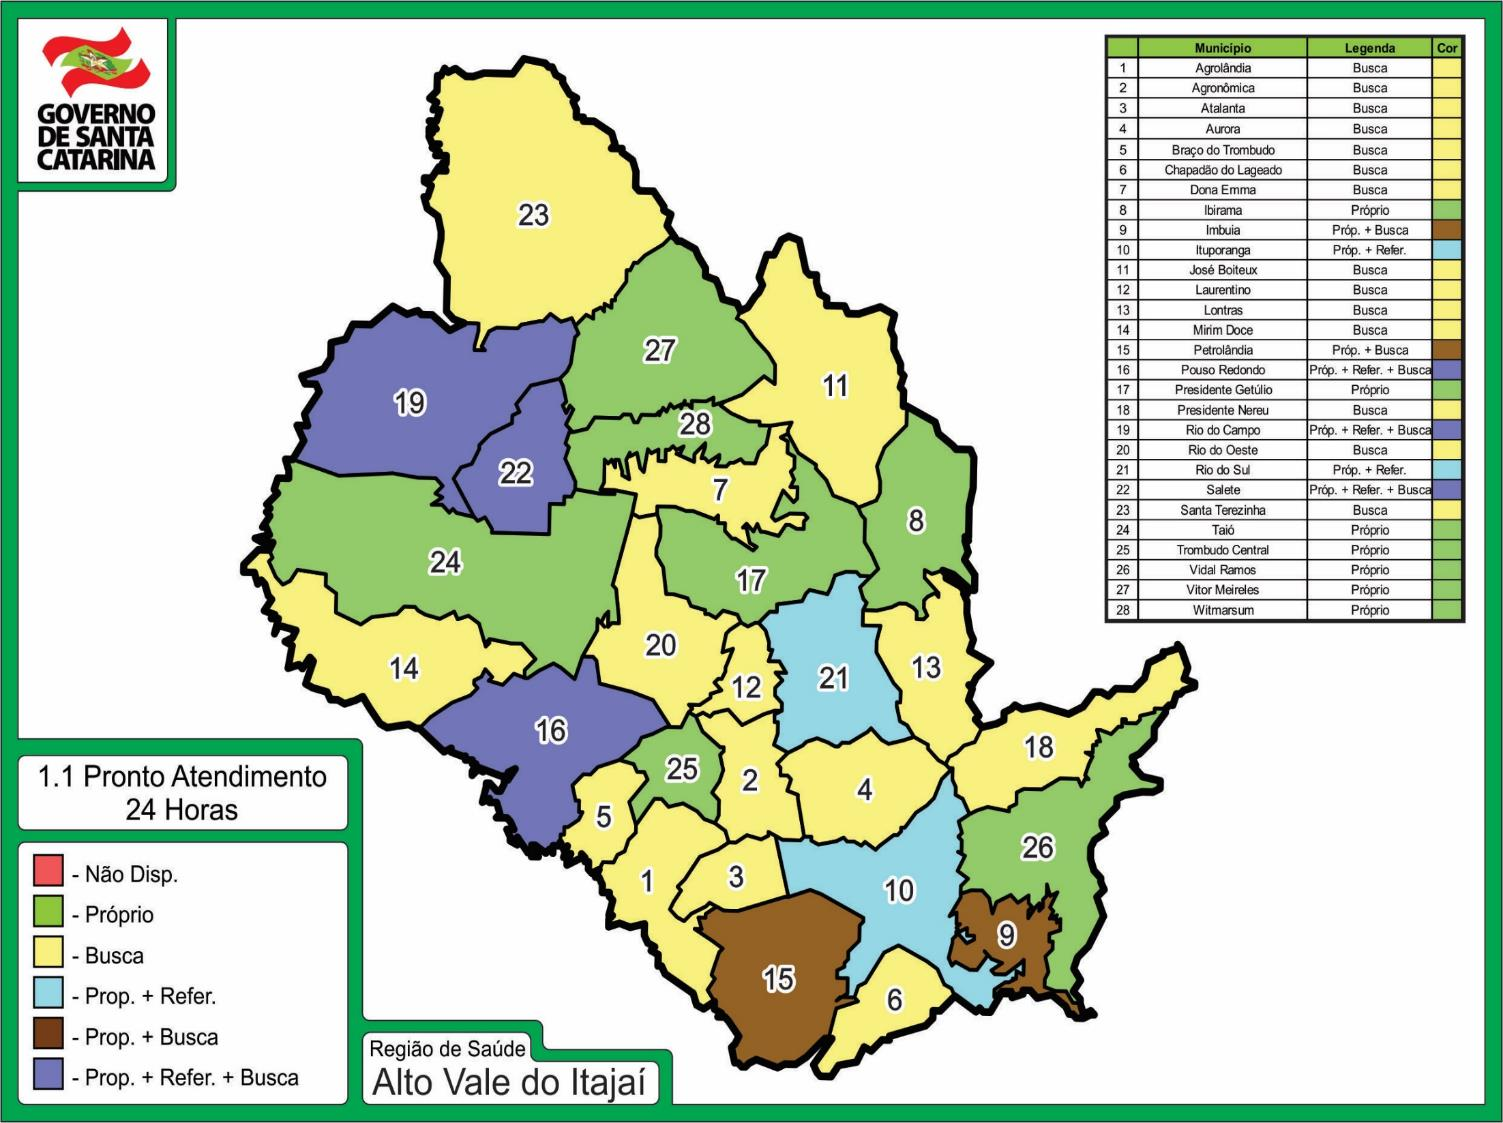 GOVERNO
DE SANTA
CATARINA
Município Legenda Cor
1 Agrolândia Busca
2 Agronômica Busca
3 Atalanta Busca
4 Aurora Busca
5 Braço do Trombudo Busca
6 Chapadão do Lageado Busca
7 Dona Emma Busca
8 Ibirama Próprio
9 Imbuia Próp. + Busca
10 Ituporanga Próp. + Refer.
11 José Boiteux Busca
12 Laurentino Busca
13 Lontras Busca
14 Mirim Doce Busca
15 Petrolândia Próp. + Busca
16 Pouso Redondo Próp. + Refer. + Busca
17 Presidente Getúlio Próprio
18 Presidente Nereu Busca
19 Rio do Campo Próp. + Refer. + Busca
20 Rio do Oeste Busca
21 Rio do Sul Próp. + Refer.
22 Salete Próp. + Refer. + Busca
23 Santa Terezinha Busca
24 Taió Próprio
25 Trombudo Central Próprio
26 Vidal Ramos Próprio
27 Vitor Meireles Próprio
28 Witmarsum Próprio
23
27
11
19
28
22
7
8
24
17
20
14
13
21
12
16
18
25
2
4
5
26
3
1
10
9
15
6
1.1 Pronto Atendimento
24 Horas
- Não Disp.
- Próprio
- Busca
- Prop. + Refer.
- Prop. + Busca
- Prop. + Refer. + Busca
Região de Saúde
Alto Vale do Itajaí